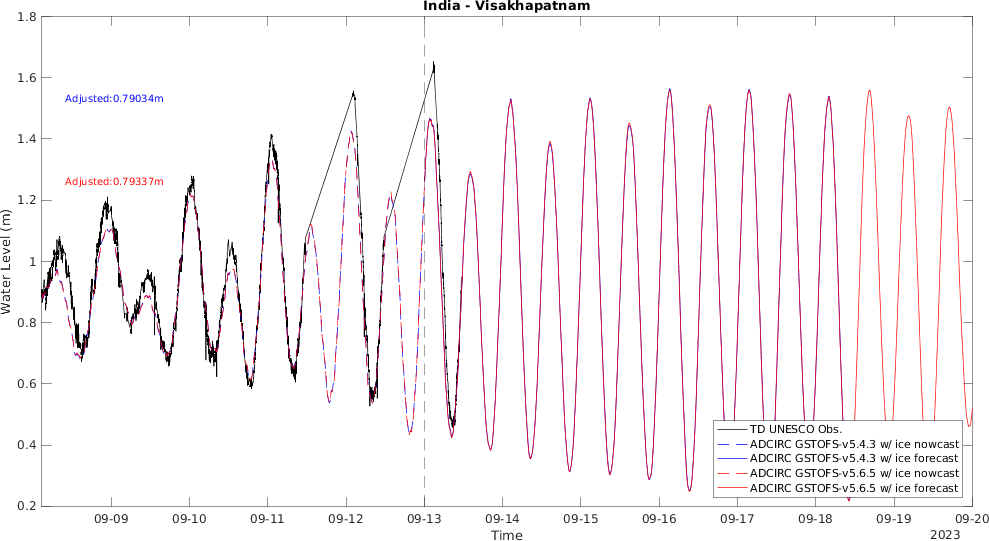 India - Visakhapatnam
1.8
1.6
1.4
1.2
1
0.8
0.6
0.4
0.2
Water Level (m)
Adjusted:0.79034m
Adjusted:0.79337m
TD UNESCO Obs.
ADCIRC GSTOFS-v5.4.3 w/ ice nowcast
ADCIRC GSTOFS-v5.4.3 w/ ice forecast
ADCIRC GSTOFS-v5.6.5 w/ ice nowcast
ADCIRC GSTOFS-v5.6.5 w/ ice forecast
09-09 09-10 09-11 09-12 09-13 09-14 09-15 09-16 09-17 09-18 09-19 09-20
Time
2023